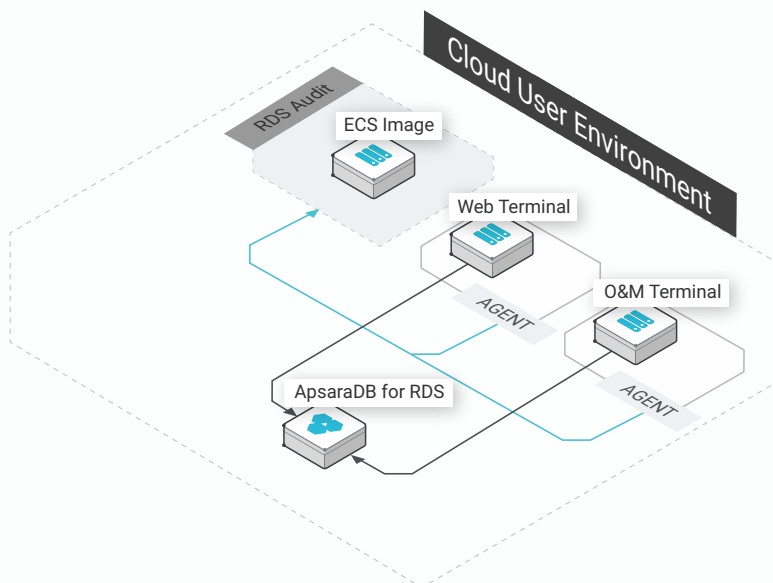 Cloud User Environment
RDS Audit
ECS Image
Web Terminal
AGENT
O&M Terminal
AGENT
ApsaraDB for RDS